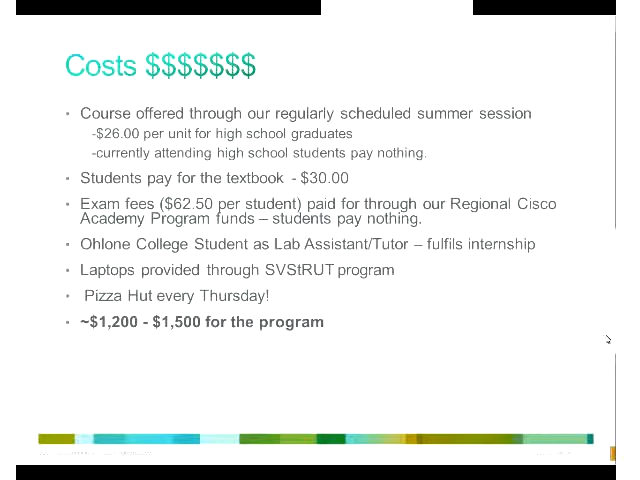 Costs $$$$$$$
• Course offered through our regularly scheduled summer session
-$26.00 per unit for high school graduates
-currently attending high school students pay nothing.
• Students pay for the textbook - $30.00
• Exam fees ($62.50 per student) paid for through our Regional Cisco
Academy Program funds – students pay nothing.
• Ohlone College Student as Lab Assistant/Tutor – fulfils internship
• Laptops provided through SVStRUT program
• Pizza Hut every Thursday!
• ~$1,200 - $1,500 for the program